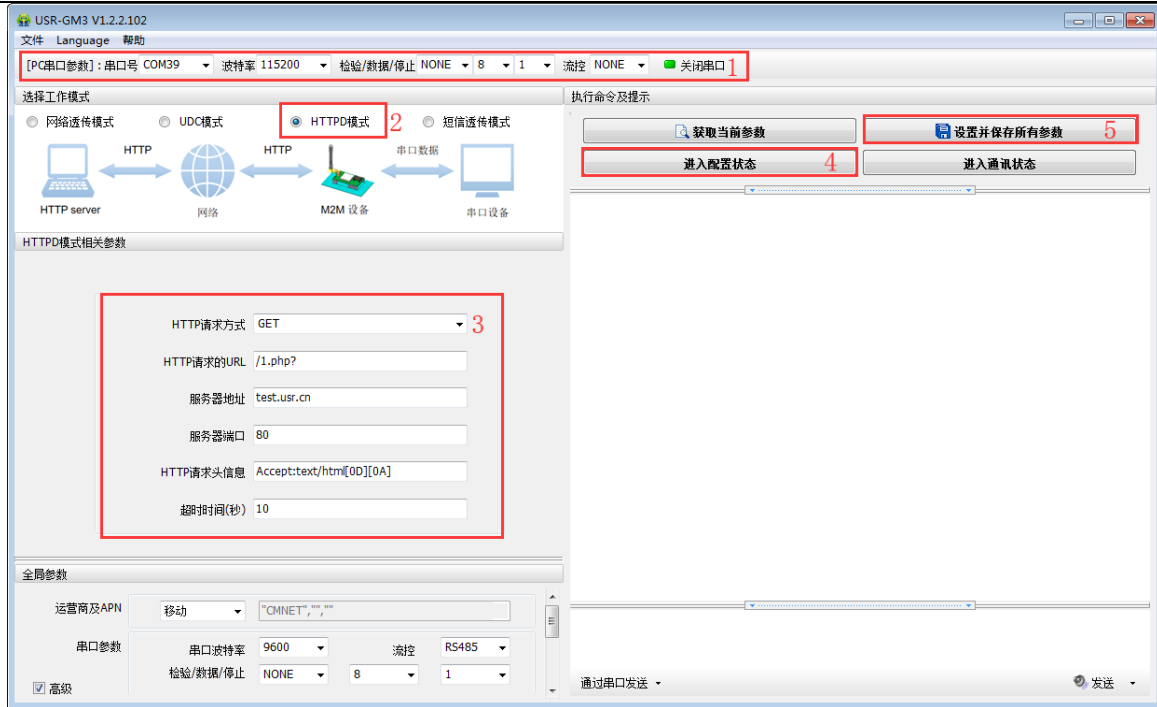 USR-GM3 V1.2.2.102
文件 Language 帮助
[PC串口参数]:串口号 COM39 波特率 115200 检验/数据/停止 NONE 8 1 流控 NONE 关闭串口 1
选择工作模式
网络透传模式 UDC模式 HTTPD模式 2 短信透传模式
HTTP HTTP 串口数据
HTTP server 网络 M2M 设备 串口设备
HTTPD模式相关参数
HTTP请求方式 GET 3
HTTP请求的URL /1.php?
服务器地址 test.usr.cn
服务器端口 80
HTTP请求头信息 Accept:text/html[0D][0A]
超时时间(秒) 10
全局参数
运营商及APN 移动 "CMNET","",""
串口参数 串口波特率 9600 流控 RS485
检验/数据/停止 NONE 8 1
高级
执行命令及提示
获取当前参数 设置并保存所有参数 5
进入配置状态 4 进入通讯状态
通过串口发送 发送